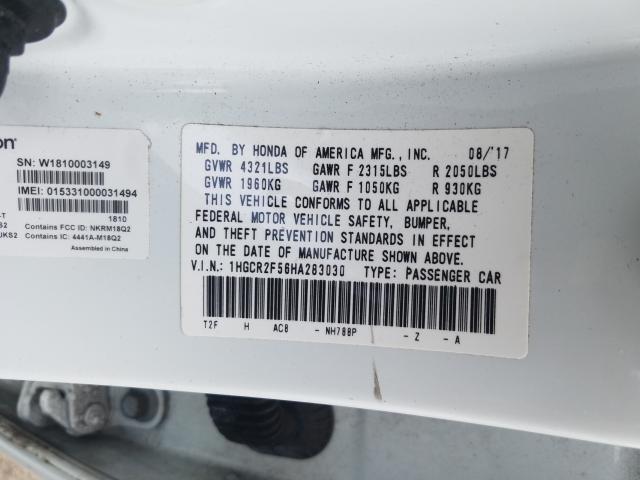 on
SN: W1810003149
IMEI: 015331000031494
-T
1810
S2 Contains FCC ID: NKRM18Q2
UKS2 Contains IC: 4441A-M18Q2
Assembled in China
MFD. BY HONDA OF AMERICA MFG., INC. 08/'17
GVWR 4321LBS GAWR F 2315LBS R 2050LBS
GVWR 1960KG GAWR F 1050KG R 930KG
THIS VEHICLE CONFORMS TO ALL APPLICABLE
FEDERAL MOTOR VEHICLE SAFETY, BUMPER,
AND THEFT PREVENTION STANDARDS IN EFFECT
ON THE DATE OF MANUFACTURE SHOWN ABOVE.
V.I.N.: 1HGCR2F56HA283030 TYPE: PASSENGER CAR
T2F H AC8 - NH788P - Z - A